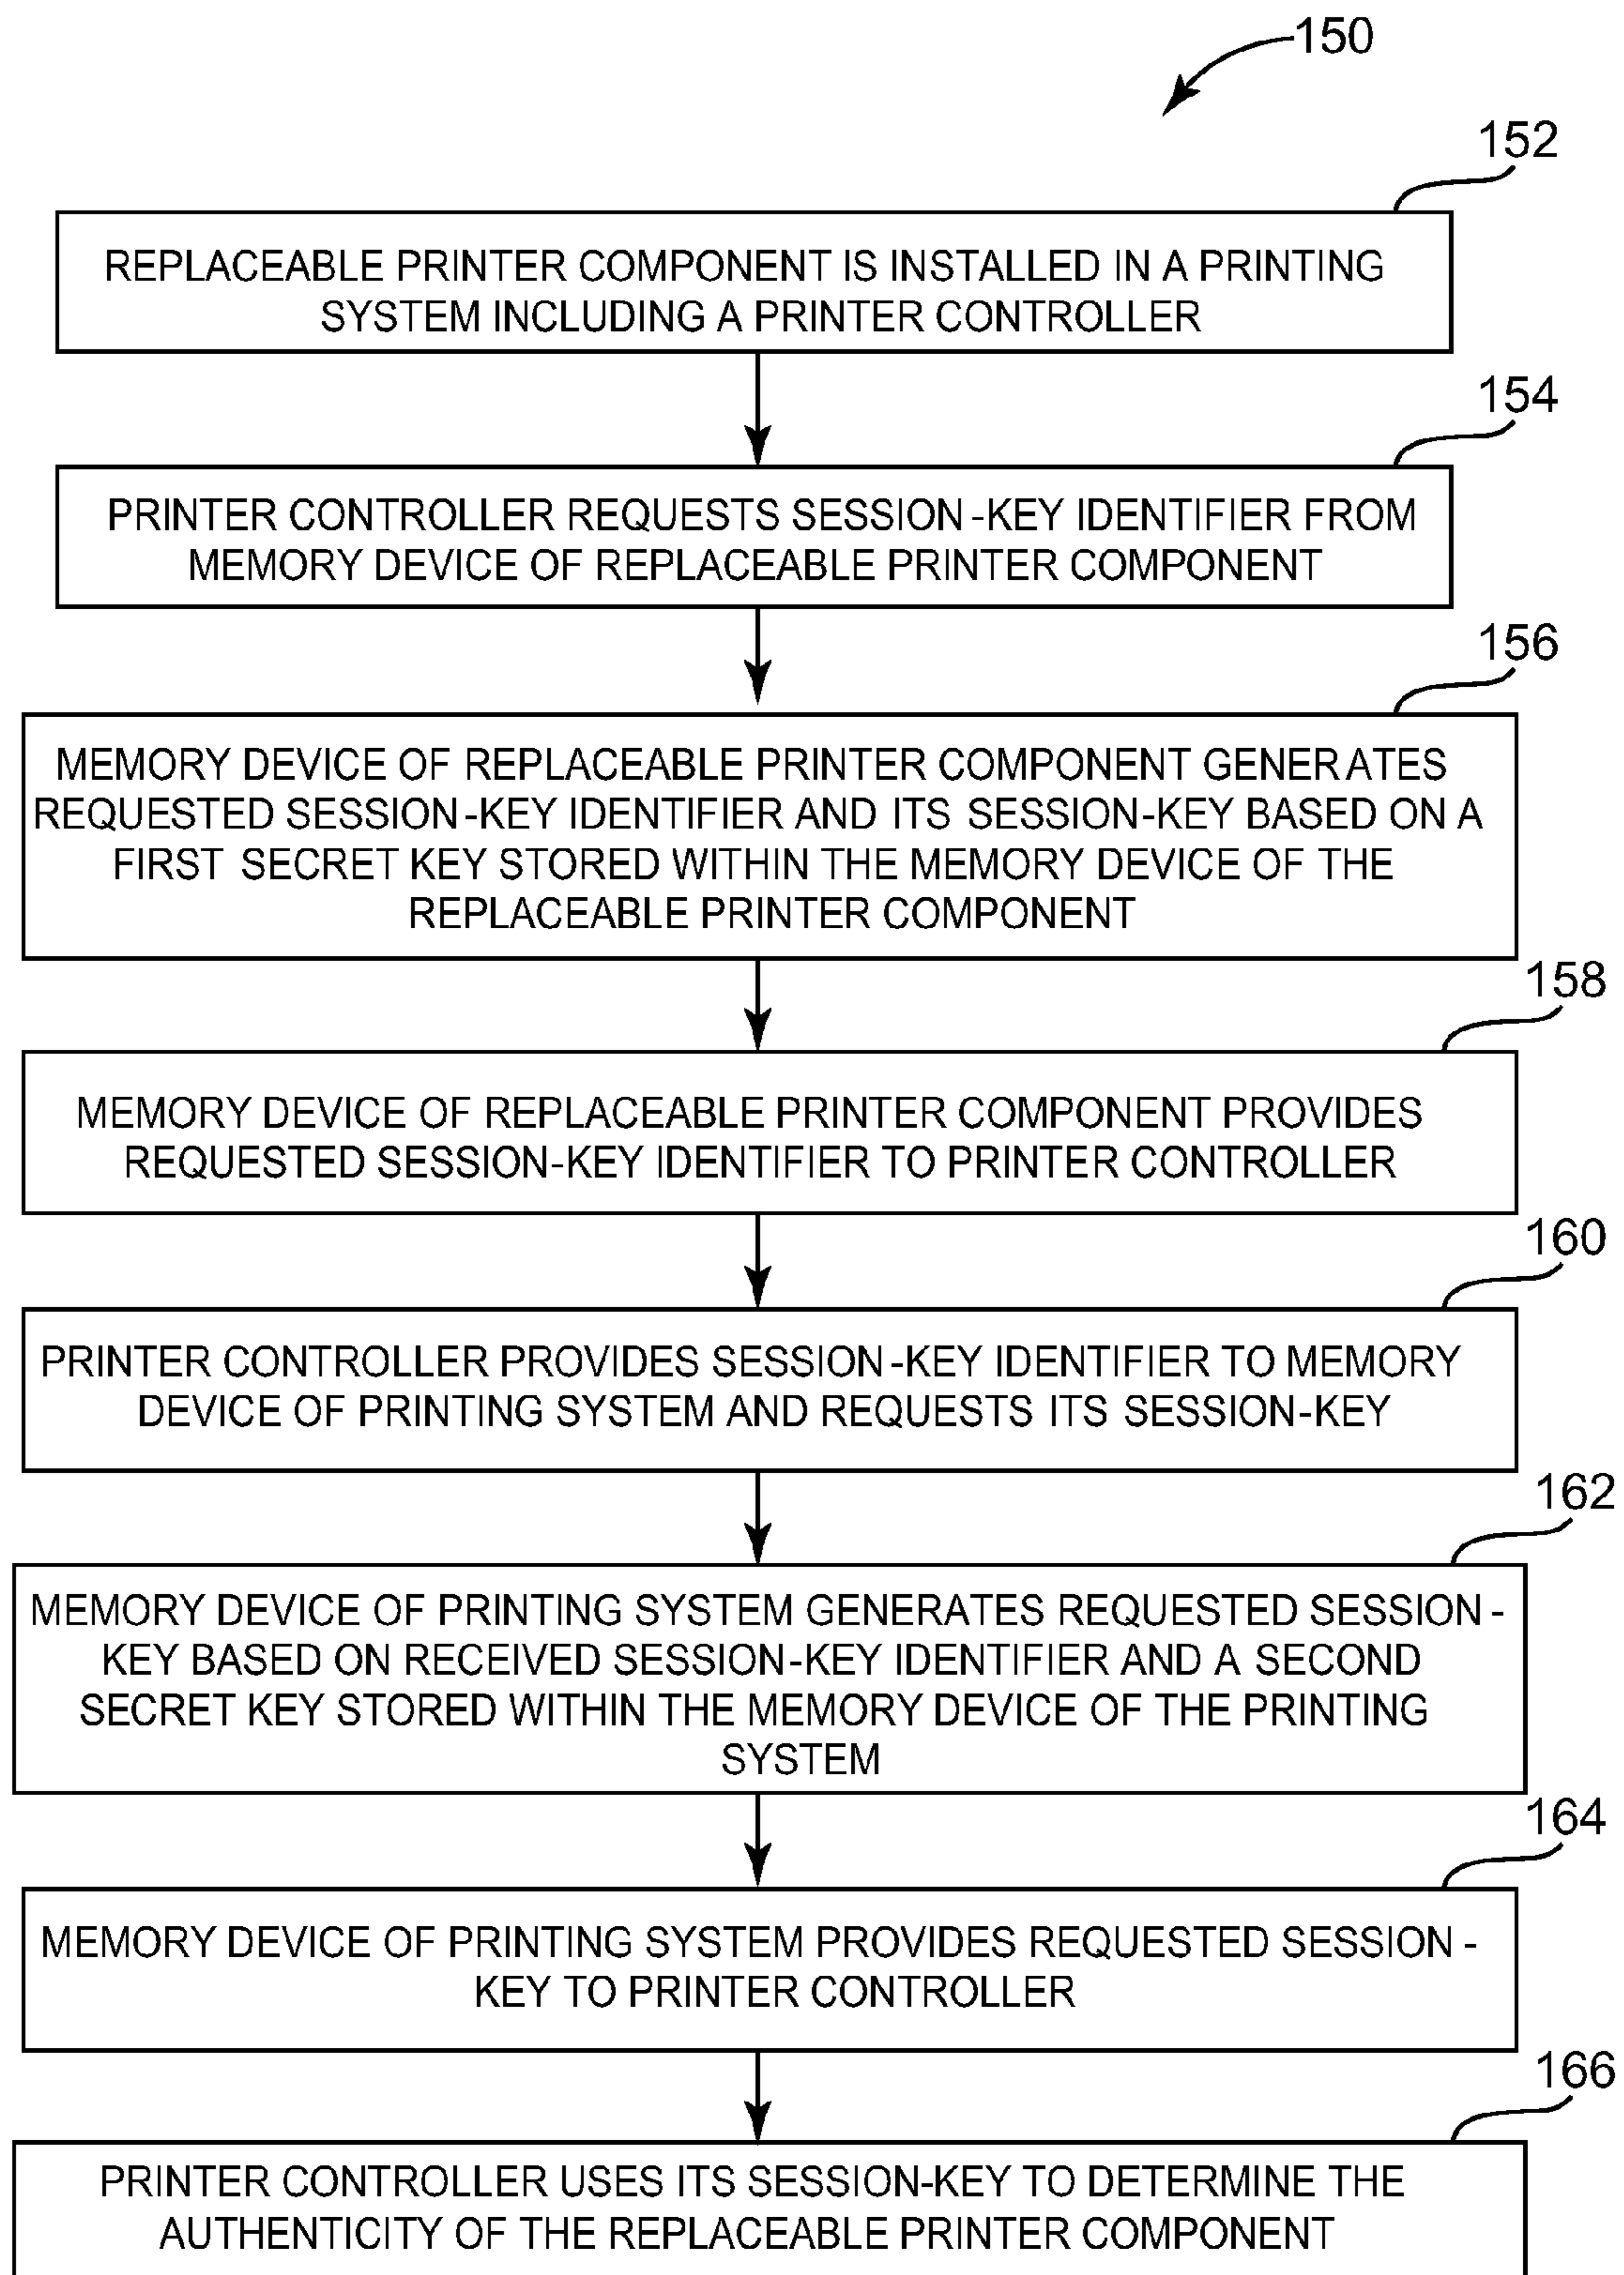 150
152
REPLACEABLE PRINTER COMPONENT IS INSTALLED IN A PRINTING
SYSTEM INCLUDING A PRINTER CONTROLLER
154
PRINTER CONTROLLER REQUESTS SESSION-KEY IDENTIFIER FROM
MEMORY DEVICE OF REPLACEABLE PRINTER COMPONENT
156
MEMORY DEVICE OF REPLACEABLE PRINTER COMPONENT GENERATES
REQUESTED SESSION-KEY IDENTIFIER AND ITS SESSION-KEY BASED ON A
FIRST SECRET KEY STORED WITHIN THE MEMORY DEVICE OF THE
REPLACEABLE PRINTER COMPONENT
158
MEMORY DEVICE OF REPLACEABLE PRINTER COMPONENT PROVIDES
REQUESTED SESSION-KEY IDENTIFIER TO PRINTER CONTROLLER
160
PRINTER CONTROLLER PROVIDES SESSION-KEY IDENTIFIER TO MEMORY
DEVICE OF PRINTING SYSTEM AND REQUESTS ITS SESSION-KEY
162
MEMORY DEVICE OF PRINTING SYSTEM GENERATES REQUESTED SESSION-
KEY BASED ON RECEIVED SESSION-KEY IDENTIFIER AND A SECOND
SECRET KEY STORED WITHIN THE MEMORY DEVICE OF THE PRINTING
SYSTEM
164
MEMORY DEVICE OF PRINTING SYSTEM PROVIDES REQUESTED SESSION-
KEY TO PRINTER CONTROLLER
166
PRINTER CONTROLLER USES ITS SESSION-KEY TO DETERMINE THE
AUTHENTICITY OF THE REPLACEABLE PRINTER COMPONENT